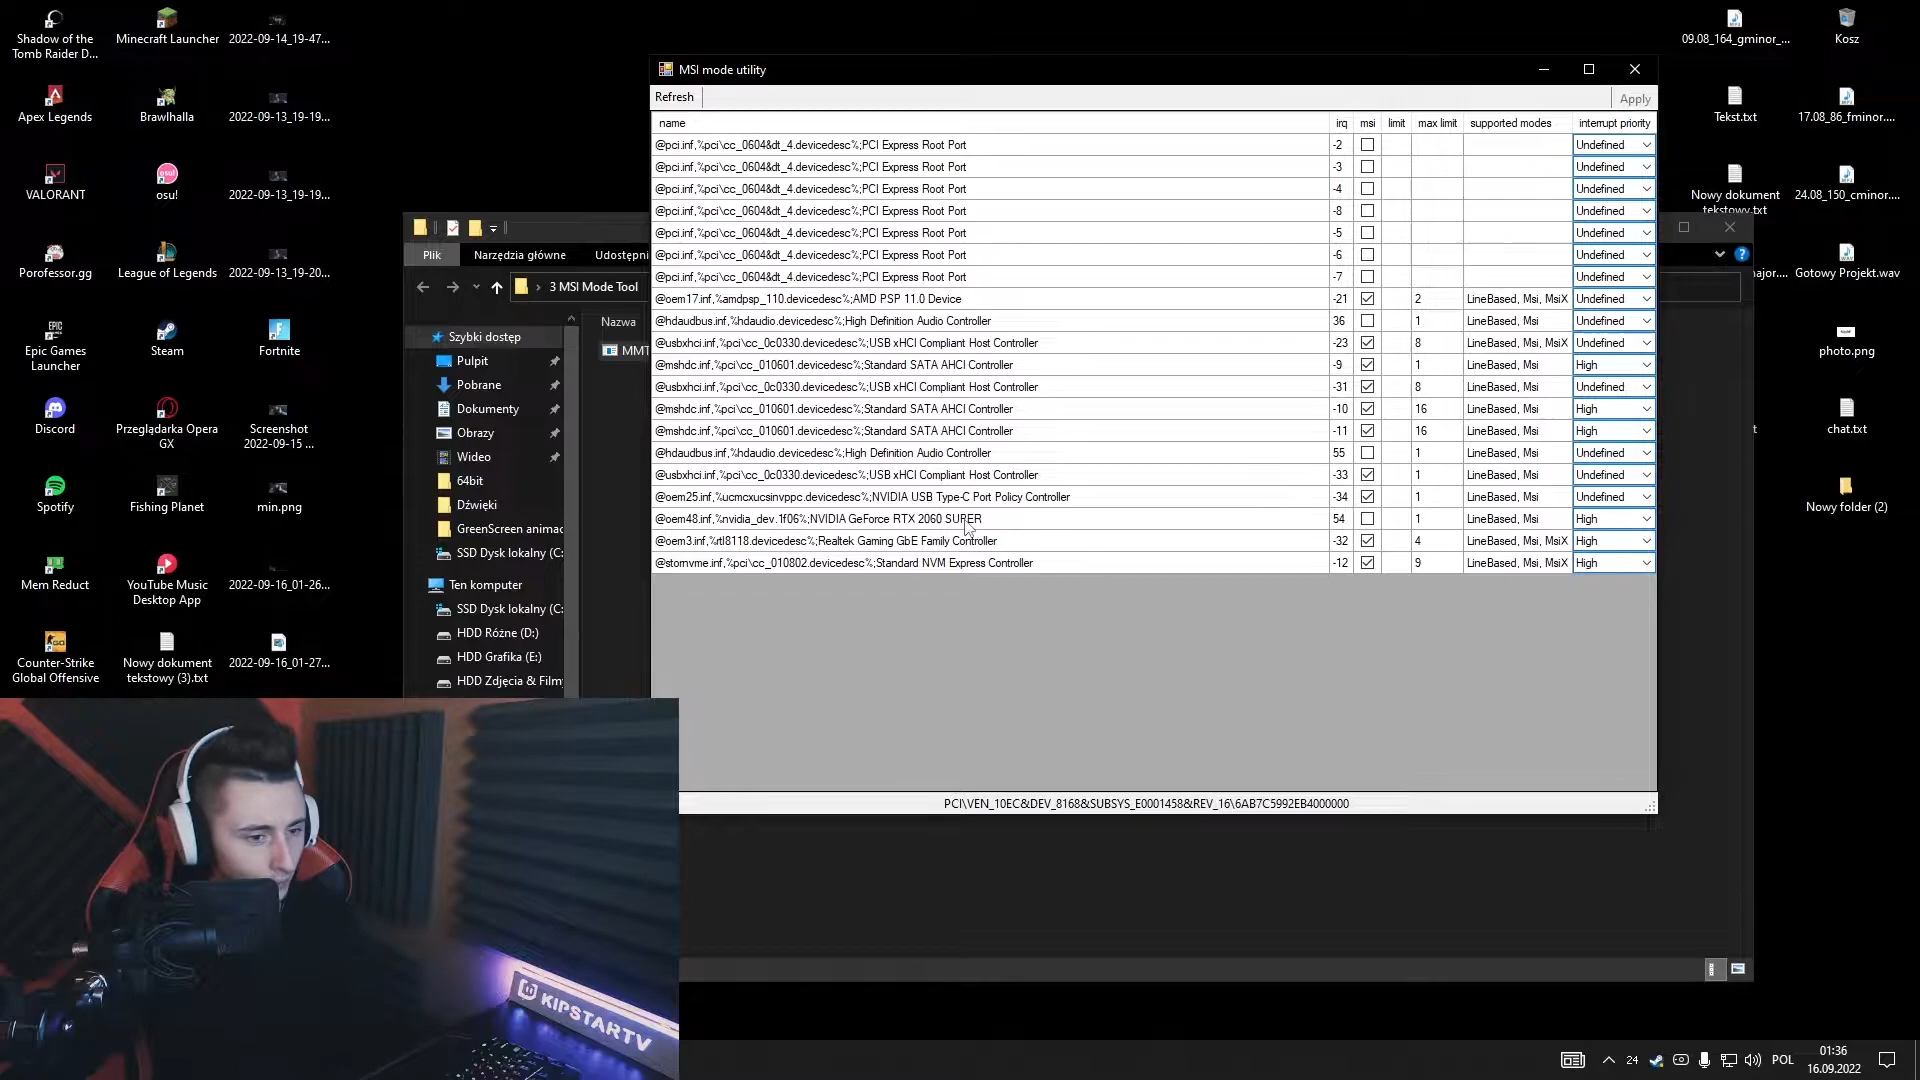 Shadow of the
Tomb Raider D...
Minecraft Launcher
2022-09-14_19-47...
Apex Legends
Brawlhalla
2022-09-13_19-19...
VALORANT
osu!
2022-09-13_19-19...
Porofessor.gg
League of Legends
2022-09-13_19-20...
Epic Games
Launcher
Steam
Fortnite
Discord
Przeglądarka Opera
GX
Screenshot
2022-09-15 ...
Spotify
Fishing Planet
min.png
Mem Reduct
YouTube Music
Desktop App
2022-09-16_01-26...
Counter-Strike
Global Offensive
Nowy dokument
tekstowy (3).txt
2022-09-16_01-27...
Plik
Narzędzia główne
Udostępni
3 MSI Mode Tool
Nazwa
MMT
Szybki dostęp
Pulpit
Pobrane
Dokumenty
Obrazy
Wideo
64bit
Dźwięki
GreenScreen animac
SSD Dysk lokalny (C:
Ten komputer
SSD Dysk lokalny (C:
HDD Różne (D:)
HDD Grafika (E:)
HDD Zdjęcia & Film
MSI mode utility
Refresh
Apply
name irq msi limit max limit supported modes interrupt priority
@pci.inf,%pci\cc_0604&dt_4.devicedesc%;PCI Express Root Port -2 Undefined
@pci.inf,%pci\cc_0604&dt_4.devicedesc%;PCI Express Root Port -3 Undefined
@pci.inf,%pci\cc_0604&dt_4.devicedesc%;PCI Express Root Port -4 Undefined
@pci.inf,%pci\cc_0604&dt_4.devicedesc%;PCI Express Root Port -8 Undefined
@pci.inf,%pci\cc_0604&dt_4.devicedesc%;PCI Express Root Port -5 Undefined
@pci.inf,%pci\cc_0604&dt_4.devicedesc%;PCI Express Root Port -6 Undefined
@pci.inf,%pci\cc_0604&dt_4.devicedesc%;PCI Express Root Port -7 Undefined
@oem17.inf,%amdpsp_110.devicedesc%;AMD PSP 11.0 Device -21 2 LineBased, Msi, MsiX Undefined
@hdaudbus.inf,%hdaudio.devicedesc%;High Definition Audio Controller 36 1 LineBased, Msi Undefined
@usbxhci.inf,%pci\cc_0c0330.devicedesc%;USB xHCI Compliant Host Controller -23 8 LineBased, Msi, MsiX Undefined
@mshdc.inf,%pci\cc_010601.devicedesc%;Standard SATA AHCI Controller -9 1 LineBased, Msi High
@usbxhci.inf,%pci\cc_0c0330.devicedesc%;USB xHCI Compliant Host Controller -31 8 LineBased, Msi Undefined
@mshdc.inf,%pci\cc_010601.devicedesc%;Standard SATA AHCI Controller -10 16 LineBased, Msi High
@mshdc.inf,%pci\cc_010601.devicedesc%;Standard SATA AHCI Controller -11 16 LineBased, Msi High
@hdaudbus.inf,%hdaudio.devicedesc%;High Definition Audio Controller 55 1 LineBased, Msi Undefined
@usbxhci.inf,%pci\cc_0c0330.devicedesc%;USB xHCI Compliant Host Controller -33 1 LineBased, Msi Undefined
@oem25.inf,%ucmcxucsinvppc.devicedesc%;NVIDIA USB Type-C Port Policy Controller -34 1 LineBased, Msi Undefined
@oem48.inf,%nvidia_dev.1f06%;NVIDIA GeForce RTX 2060 SUPER 54 1 LineBased, Msi High
@oem3.inf,%rtl8118.devicedesc%;Realtek Gaming GbE Family Controller -32 4 LineBased, Msi, MsiX High
@stornvme.inf,%pci\cc_010802.devicedesc%;Standard NVM Express Controller -12 9 LineBased, Msi, MsiX High
PCI\VEN_10EC&DEV_8168&SUBSYS_E0001458&REV_16\6AB7C5992EB4000000
09.08_164_gminor_...
Kosz
Tekst.txt
17.08_86_fminor....
Nowy dokument
tekstowy.txt
24.08_150_cminor....
major....
Gotowy Projekt.wav
photo.png
t
chat.txt
Nowy folder (2)
KIPSTARTV
24
POL
01:36
16.09.2022